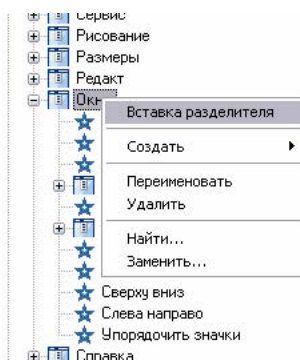 Сервис
Рисование
Размеры
Редакт
Окн
Вставка разделителя
Создать
Переименовать
Удалить
Найти...
Заменить...
Сверху вниз
Слева направо
Упорядочить значки
Справка